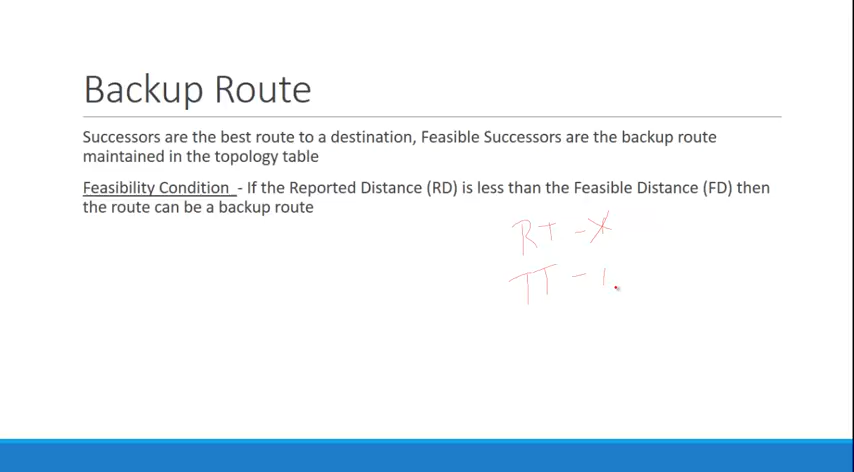 Backup Route
Successors are the best route to a destination, Feasible Successors are the backup route
maintained in the topology table
Feasibility Condition - If the Reported Distance (RD) is less than the Feasible Distance (FD) then
the route can be a backup route
RT -
TT -